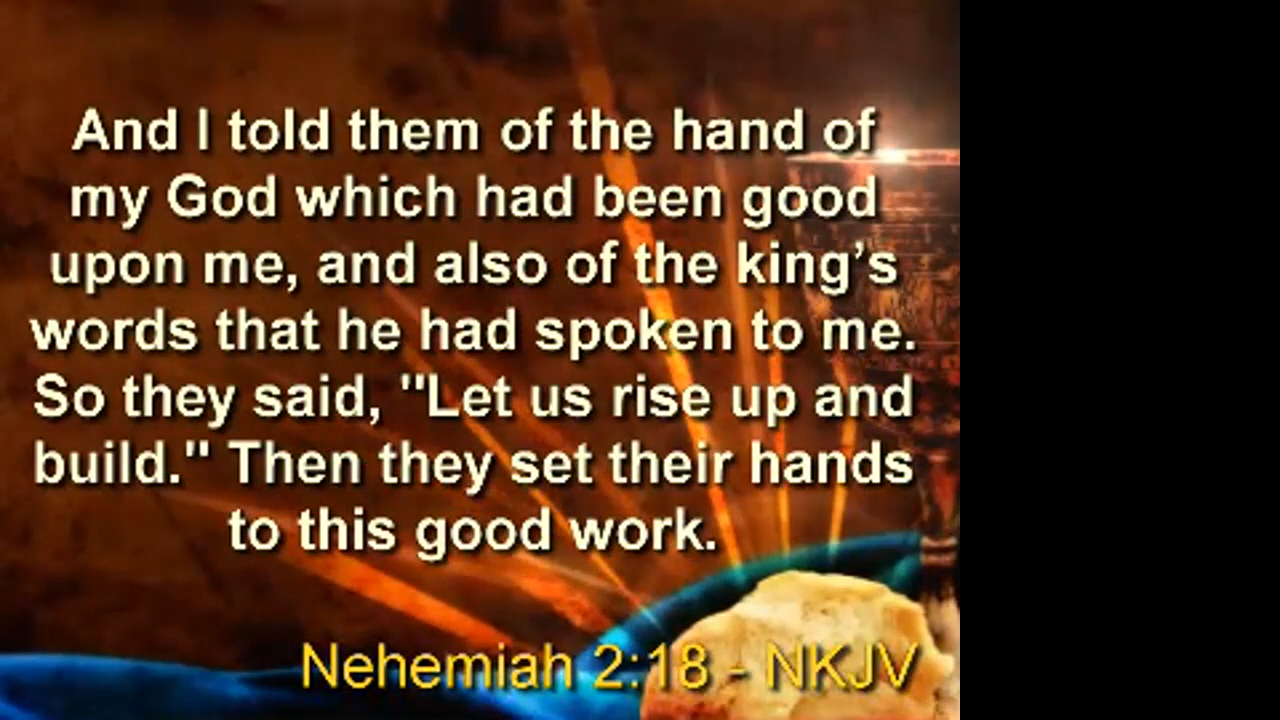 And I told them of the hand of
my God which had been good
upon me, and also of the king’s
words that he had spoken to me.
So they said, "Let us rise up and
build." Then they set their hands
to this good work.
Nehemiah 2:18 - NKJV